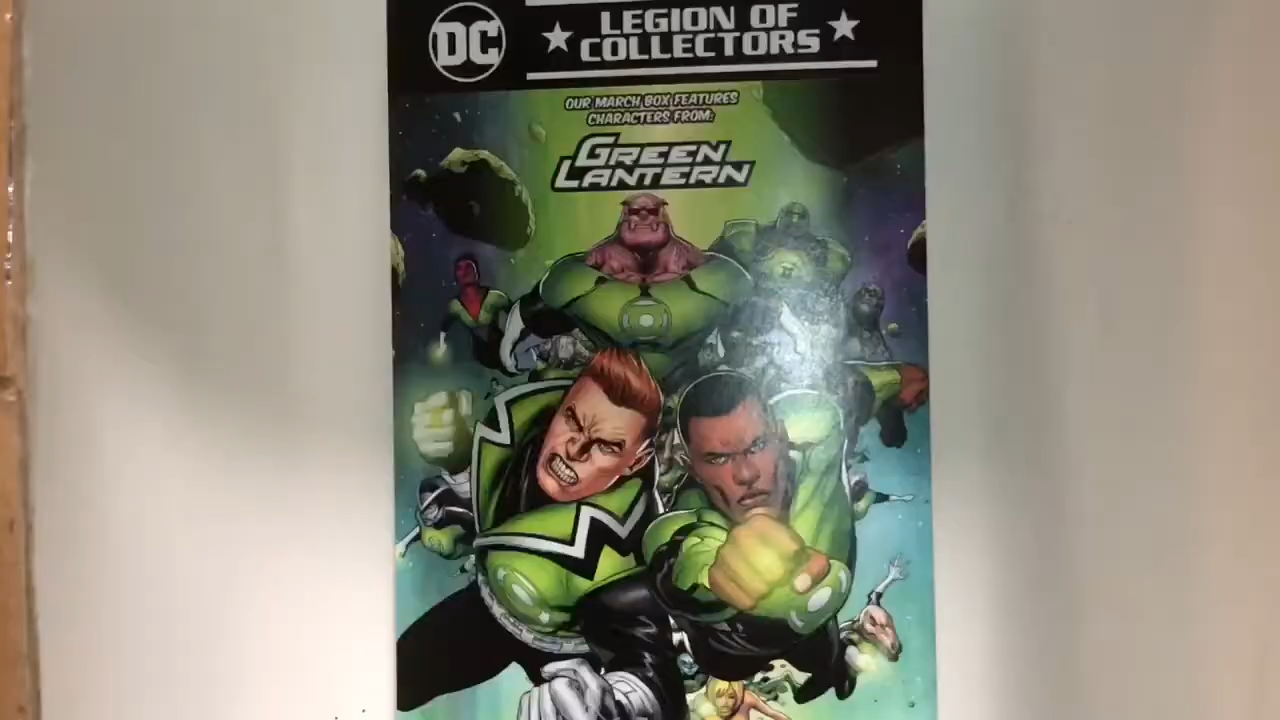 DC
LEGION OF
COLLECTORS
OUR MARCH BOX FEATURES
CHARACTERS FROM:
GREEN
LANTERN